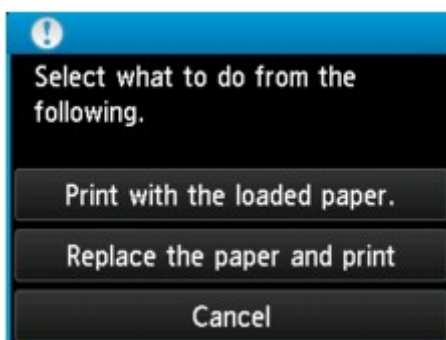 Select what to do from the
following.
Print with the loaded paper.
Replace the paper and print
Cancel